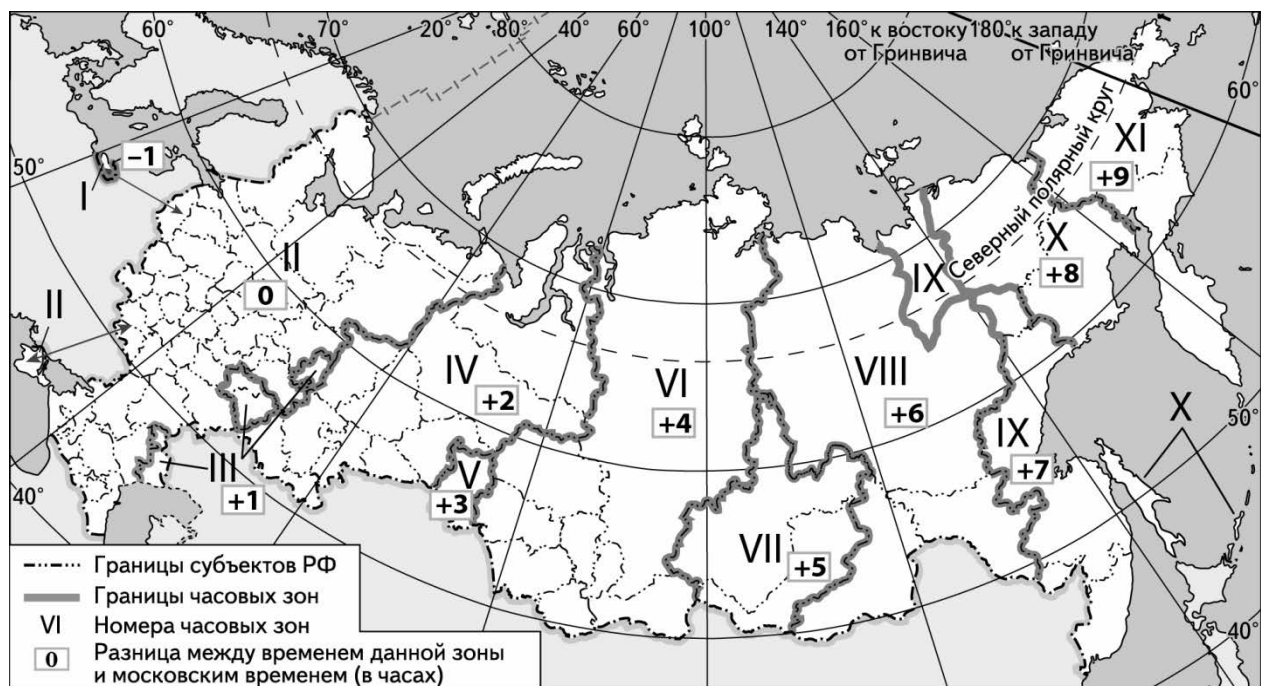 60° 70° 20° 40° 60° 80° 100° 120° 140° 160° к востоку 180° к западу
от Гринвича от Гринвича
60°
50°
–1
I
Северный полярный круг
XI
+9
II
0
X
+8
IX
II
IV
+2
VI
+4
VIII
+6
X
50°
IX
+7
III
+1
V
+3
VII
+5
40°
40°
Границы субъектов РФ
Границы часовых зон
VI Номера часовых зон
0 Разница между временем данной зоны
и московским временем (в часах)